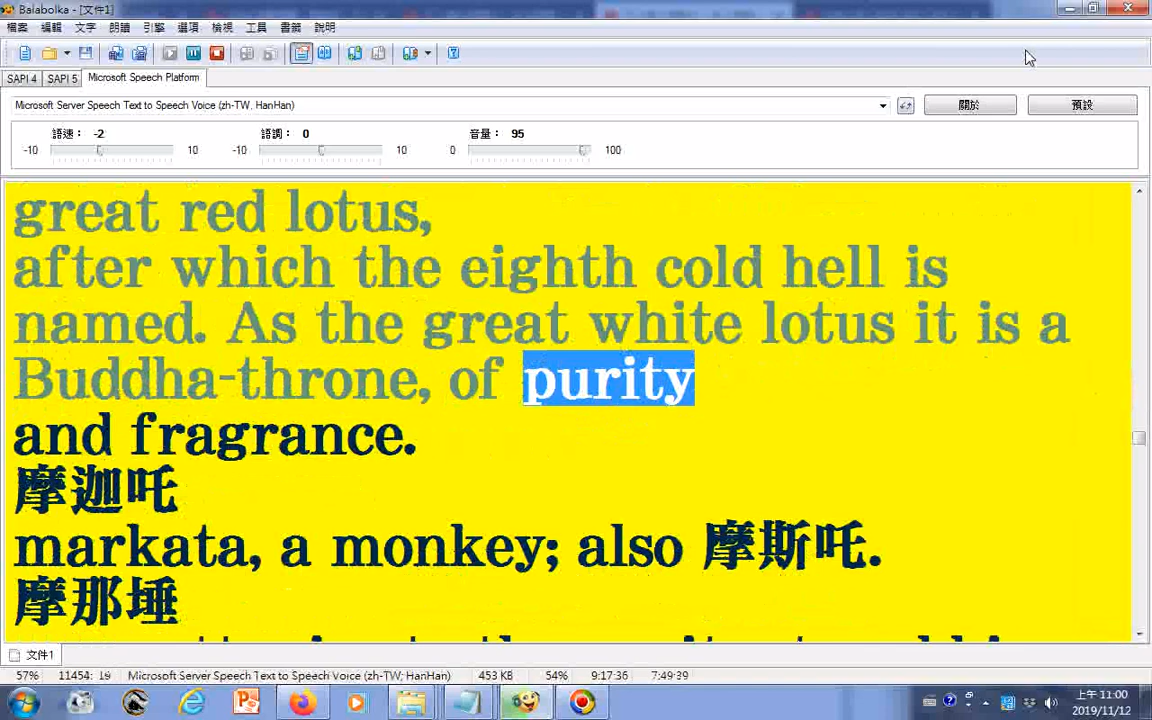 Balabolka - [文件1]
檔案 編輯 文字 朗讀 引擎 選項 檢視 工具 書籤 說明
SAPI 4 SAPI 5 Microsoft Speech Platform
Microsoft Server Speech Text to Speech Voice (zh-TW, HanHan) 關於 預設
語速： -2 語調： 0 音量： 95
-10 10 -10 10 0 100
great red lotus,
after which the eighth cold hell is
named. As the great white lotus it is a
Buddha-throne, of purity
and fragrance.
摩迦吒
markata, a monkey; also 摩斯吒.
摩那埵
文件1
57% 11454: 19 Microsoft Server Speech Text to Speech Voice (zh-TW, HanHan) 453 KB 54% 9:17:36 7:49:39
上午 11:00
2019/11/12